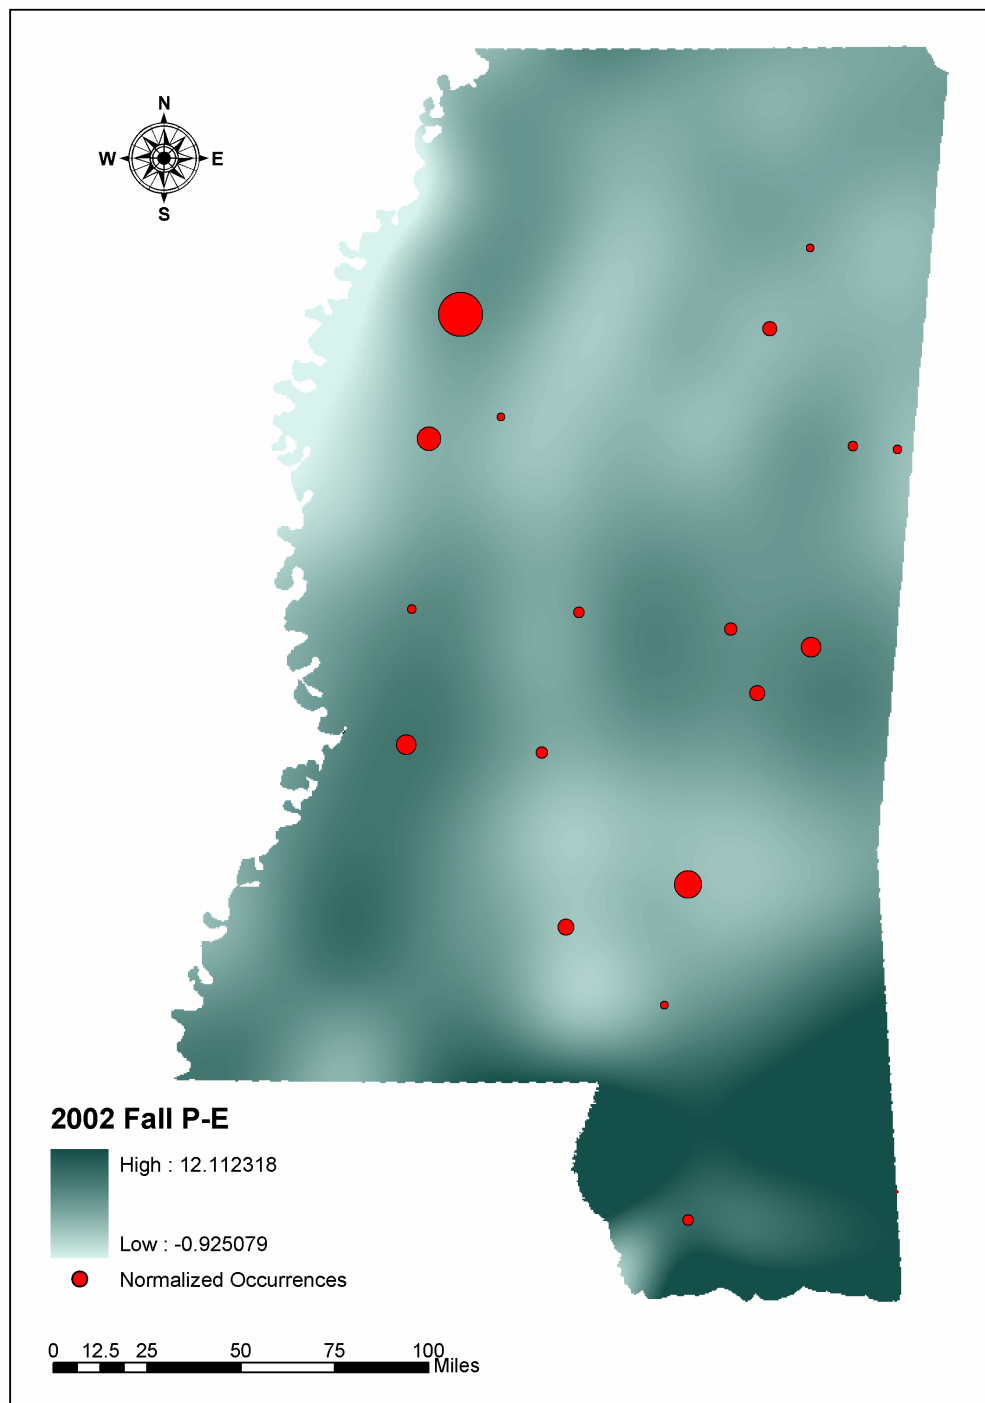 N
W E
S
2002 Fall P-E
High : 12.112318
Low : -0.925079
Normalized Occurrences
0 12.5 25 50 75 100
Miles